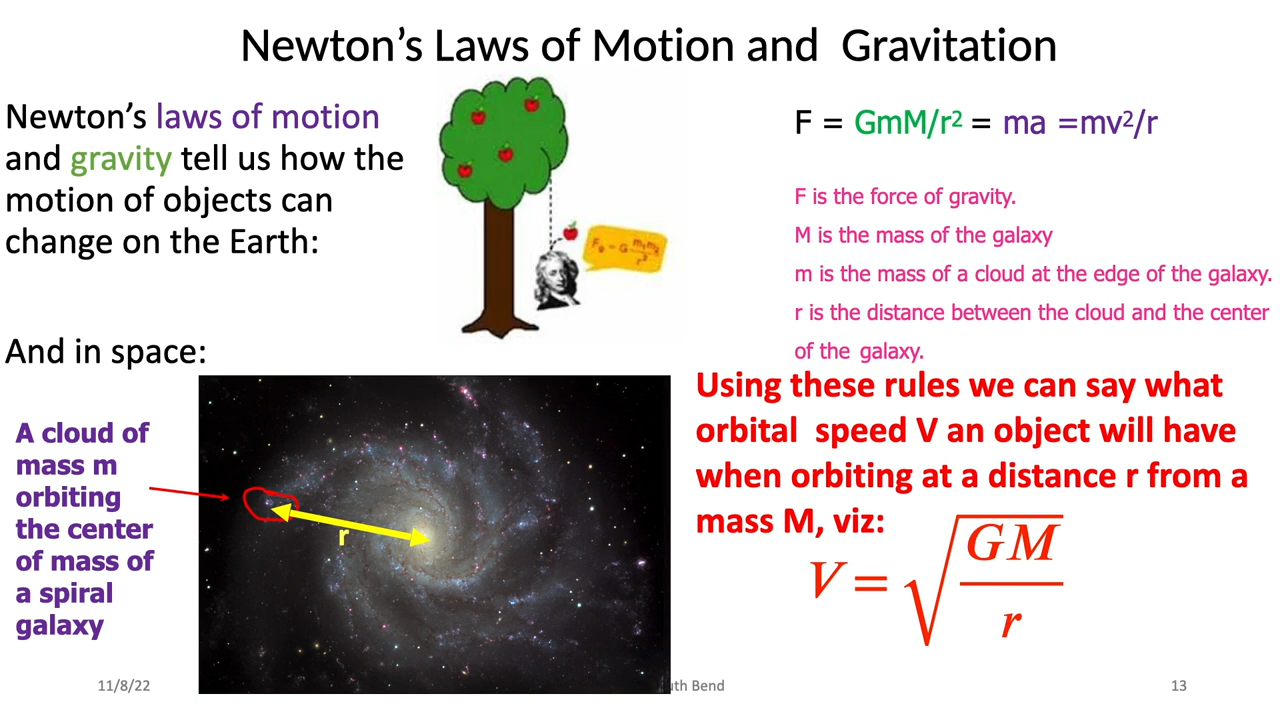 Newton's Laws of Motion and Gravitation
Newton's laws of motion
and gravity tell us how the
motion of objects can
change on the Earth:
And in space:
A cloud of
mass m
orbiting
the center
of mass of
a spiral
galaxy
r
F = GmM/r² = ma =mv²/r
F is the force of gravity.
M is the mass of the galaxy
m is the mass of a cloud at the edge of the galaxy.
r is the distance between the cloud and the center
of the galaxy.
Using these rules we can say what
orbital speed V an object will have
when orbiting at a distance r from a
mass M, viz:
V = √(GM/r)
11/8/22
Bend
13